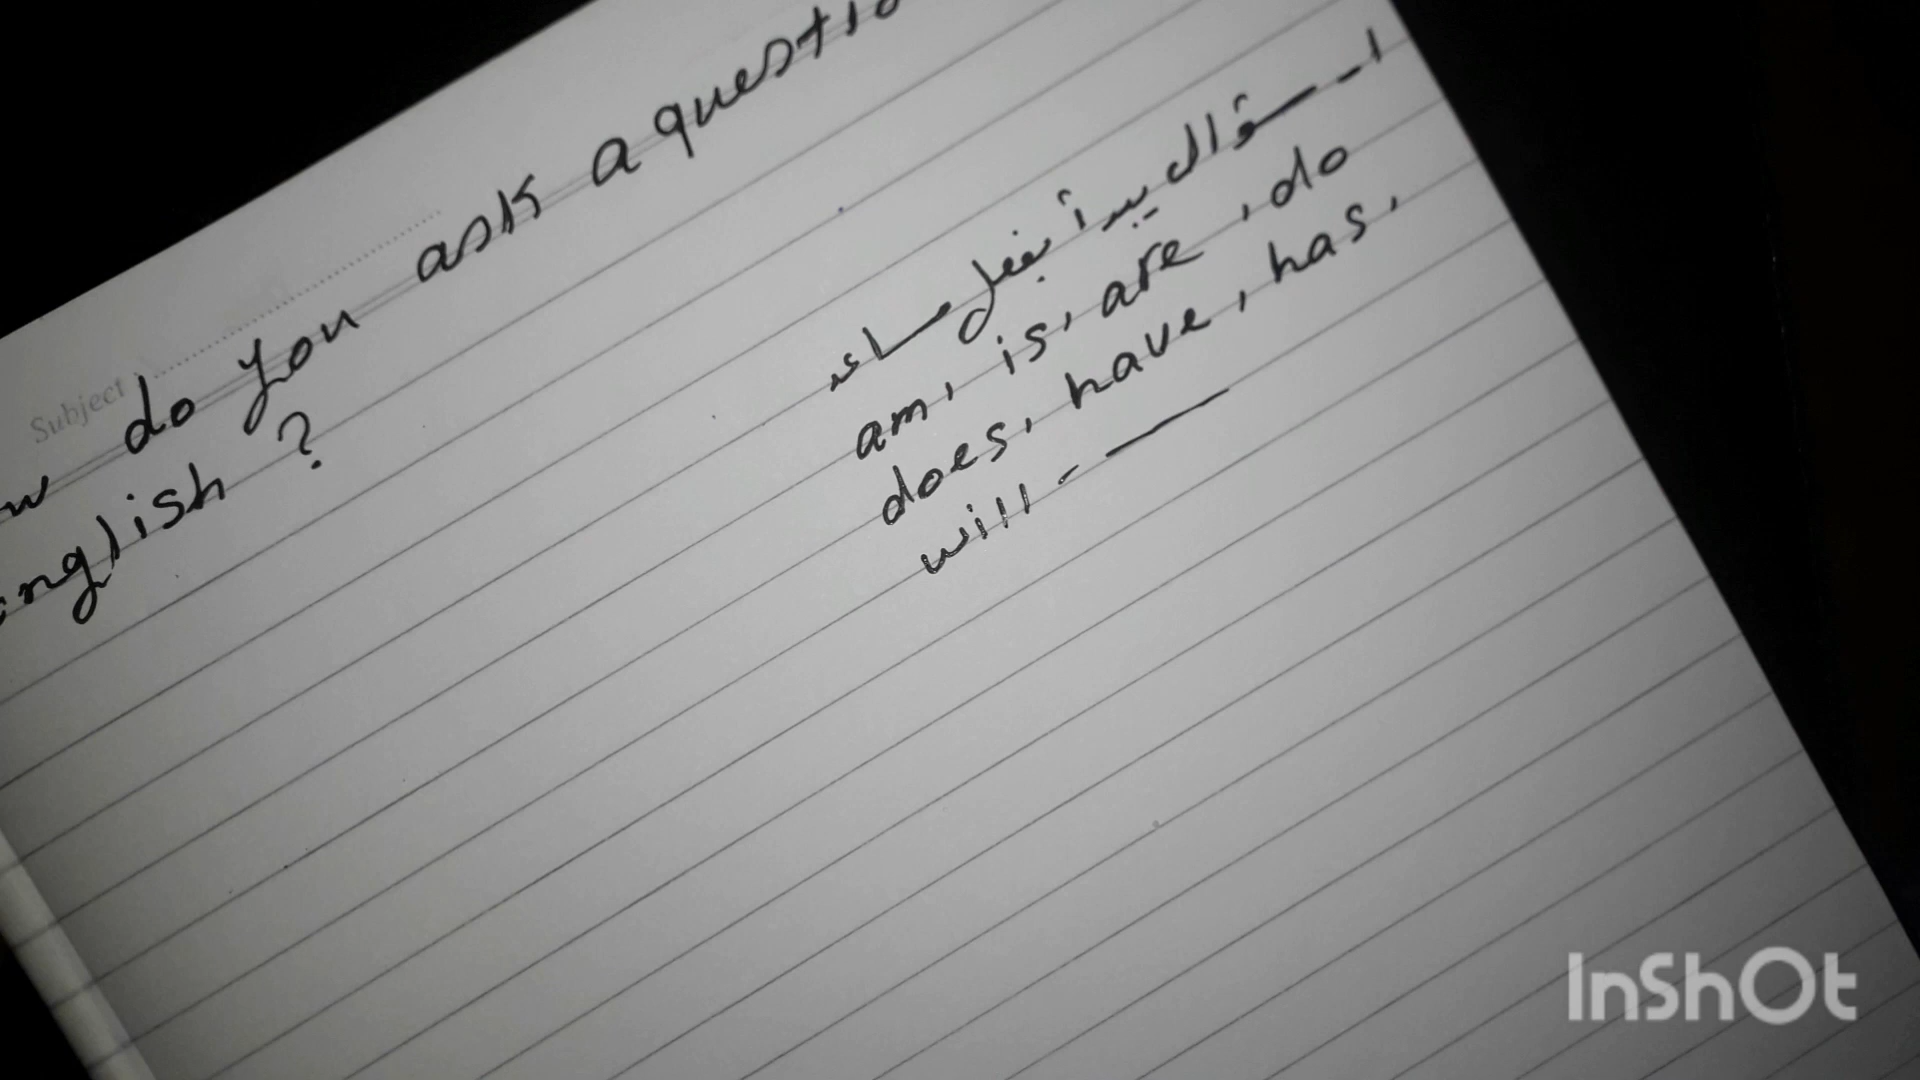 Subject
do you ask a questio
english ?
١ - سؤال يبدأ بفعل مساعد
am, is, are, do
does, have, has,
will - —
InShOt